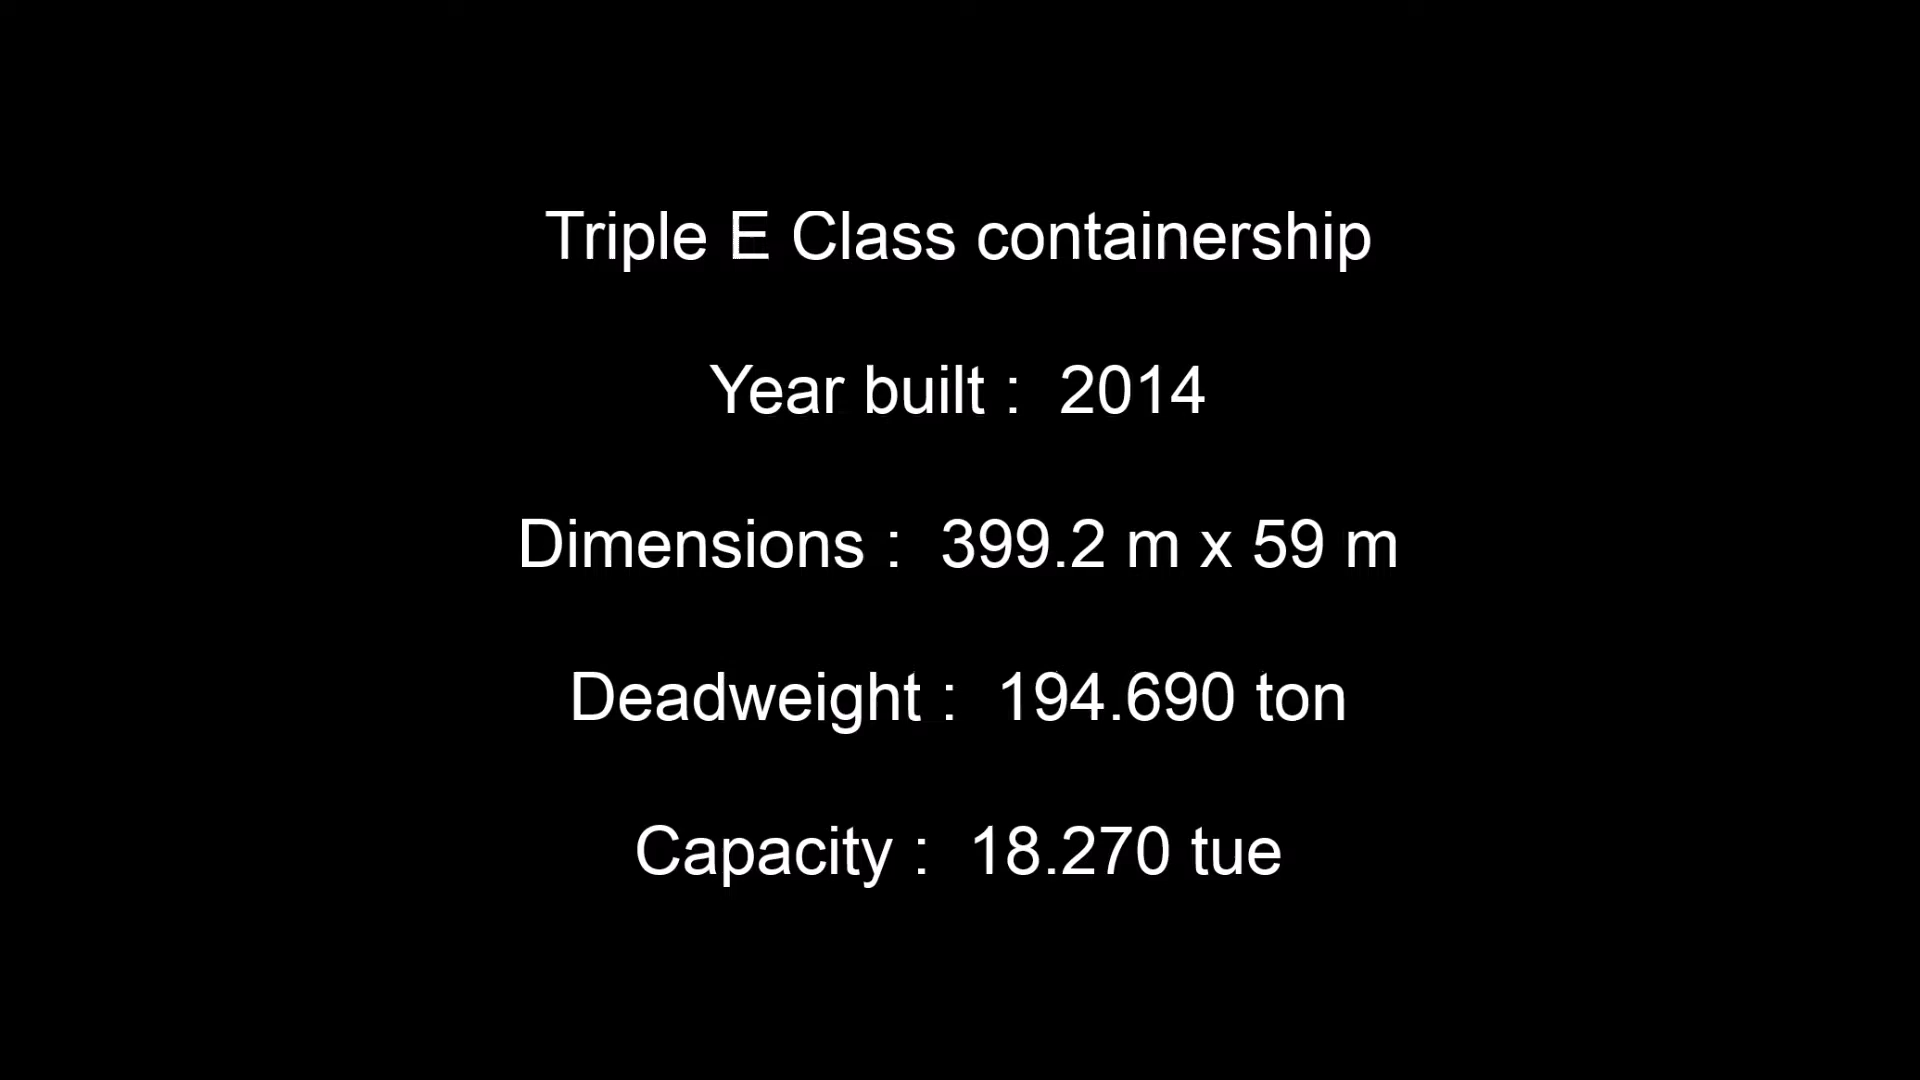 Triple E Class containership
Year built :  2014
Dimensions :  399.2 m x 59 m
Deadweight :  194.690 ton
Capacity :  18.270 tue